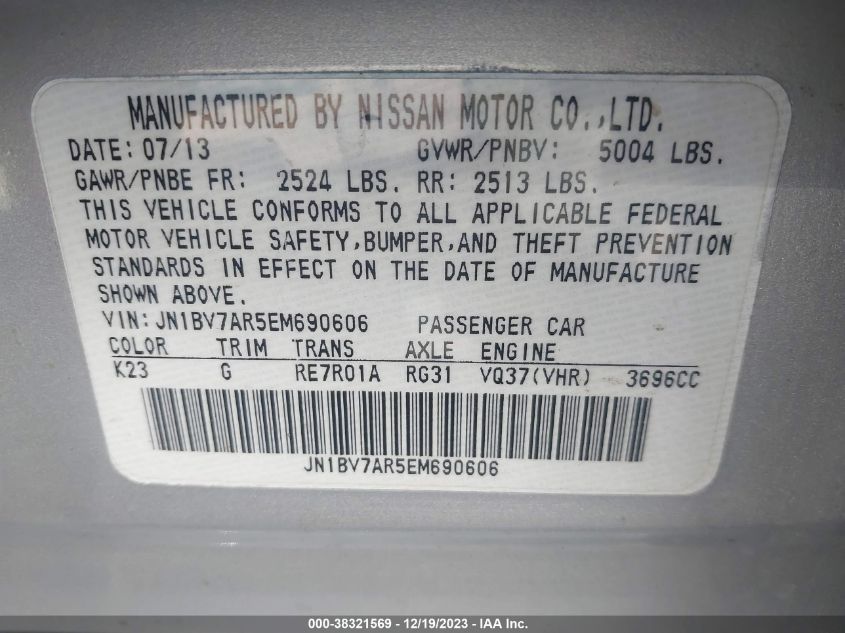 MANUFACTURED BY NISSAN MOTOR CO.,LTD.
DATE: 07/13 GVWR/PNBV: 5004 LBS.
GAWR/PNBE FR: 2524 LBS. RR: 2513 LBS.
THIS VEHICLE CONFORMS TO ALL APPLICABLE FEDERAL
MOTOR VEHICLE SAFETY,BUMPER,AND THEFT PREVENTION
STANDARDS IN EFFECT ON THE DATE OF MANUFACTURE
SHOWN ABOVE.
VIN:JN1BV7AR5EM690606 PASSENGER CAR
COLOR TRIM TRANS AXLE ENGINE
K23 G RE7R01A RG31 VQ37(VHR) 3696CC
JN1BV7AR5EM690606
000-38321569 - 12/19/2023 - IAA Inc.